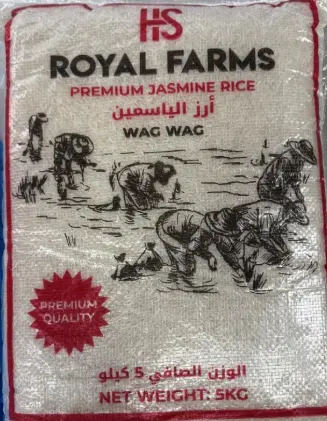 HS
ROYAL FARMS
PREMIUM JASMINE RICE
أرز الياسمين
WAG WAG
PREMIUM
QUALITY
الوزن الصافي 5 كيلو
NET WEIGHT: 5KG